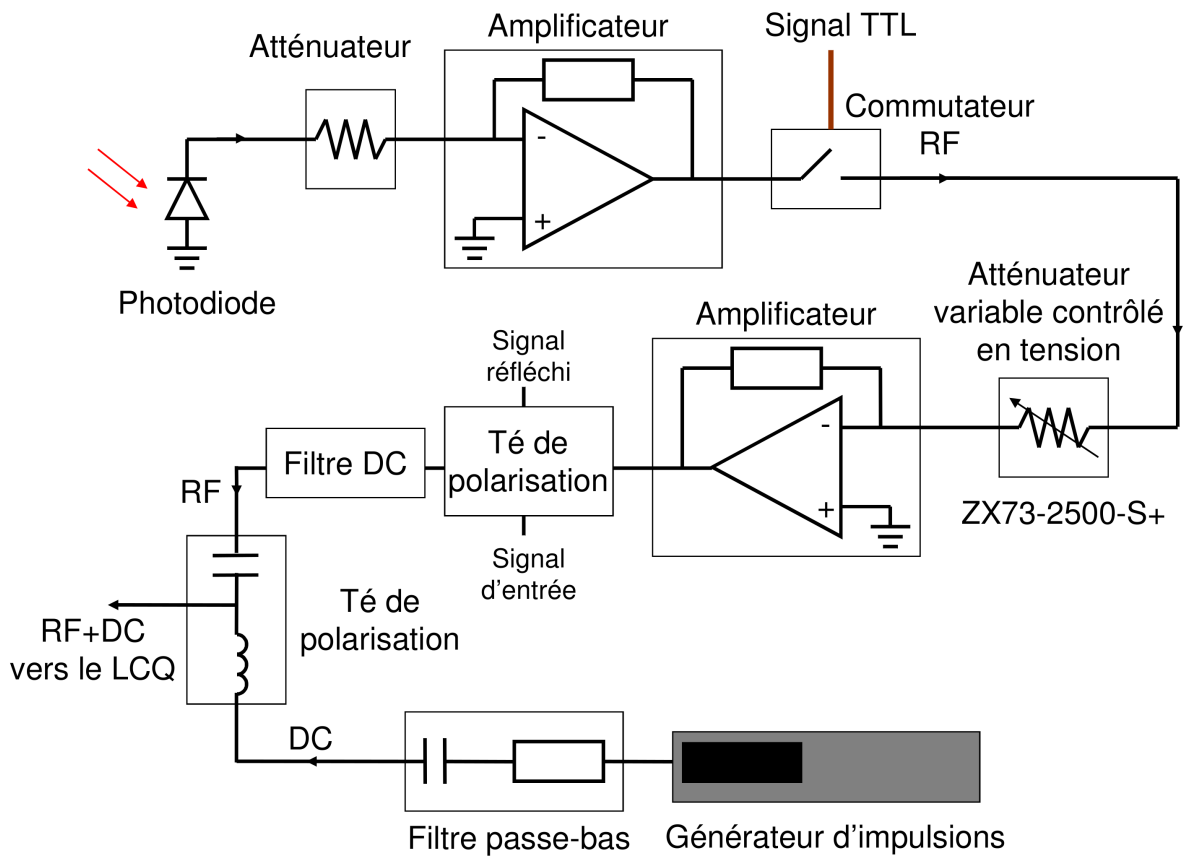 Atténuateur
Amplificateur
Signal TTL
Commutateur
RF
-
+
Photodiode
Atténuateur
variable contrôlé
en tension
Amplificateur
Signal
réfléchi
Té de
polarisation
Filtre DC
-
+
ZX73-2500-S+
RF
Signal
d'entrée
Té de
polarisation
RF+DC
vers le LCQ
DC
Filtre passe-bas
Générateur d'impulsions